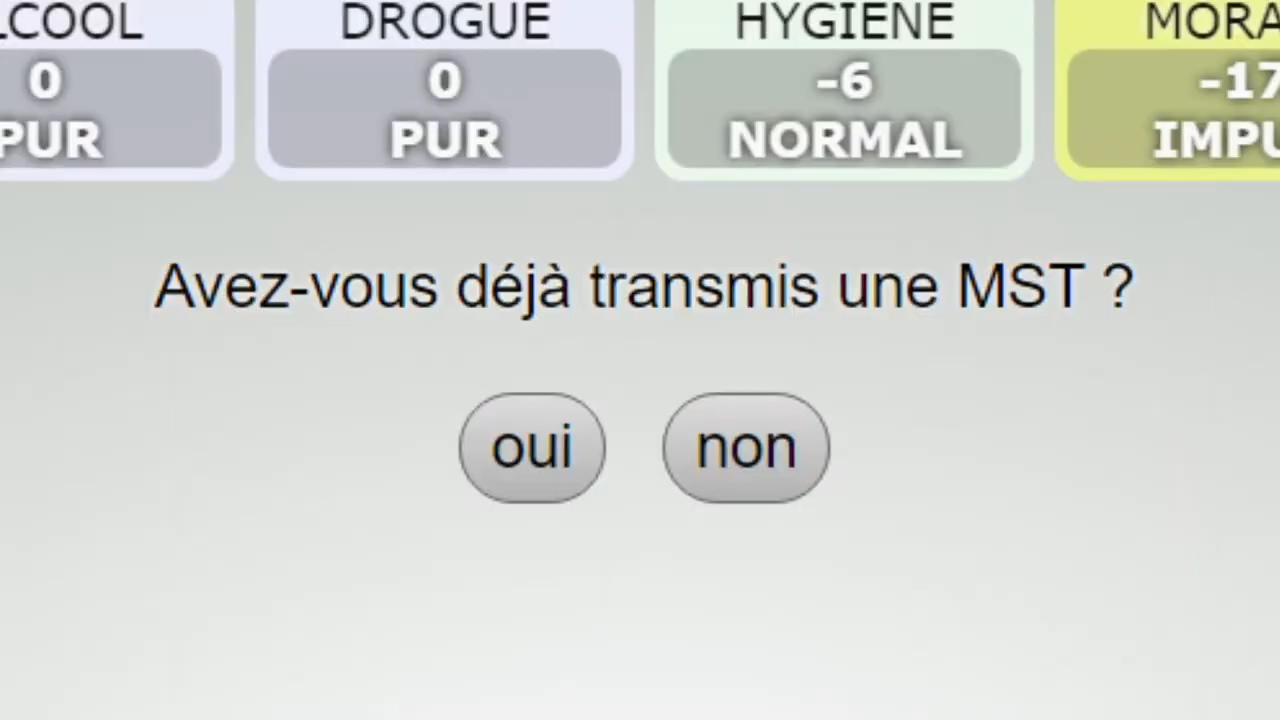 LCOOL DROGUE HYGIENE MORA
0 0 -6 -17
PUR PUR NORMAL IMPU
Avez-vous déjà transmis une MST ?
oui non